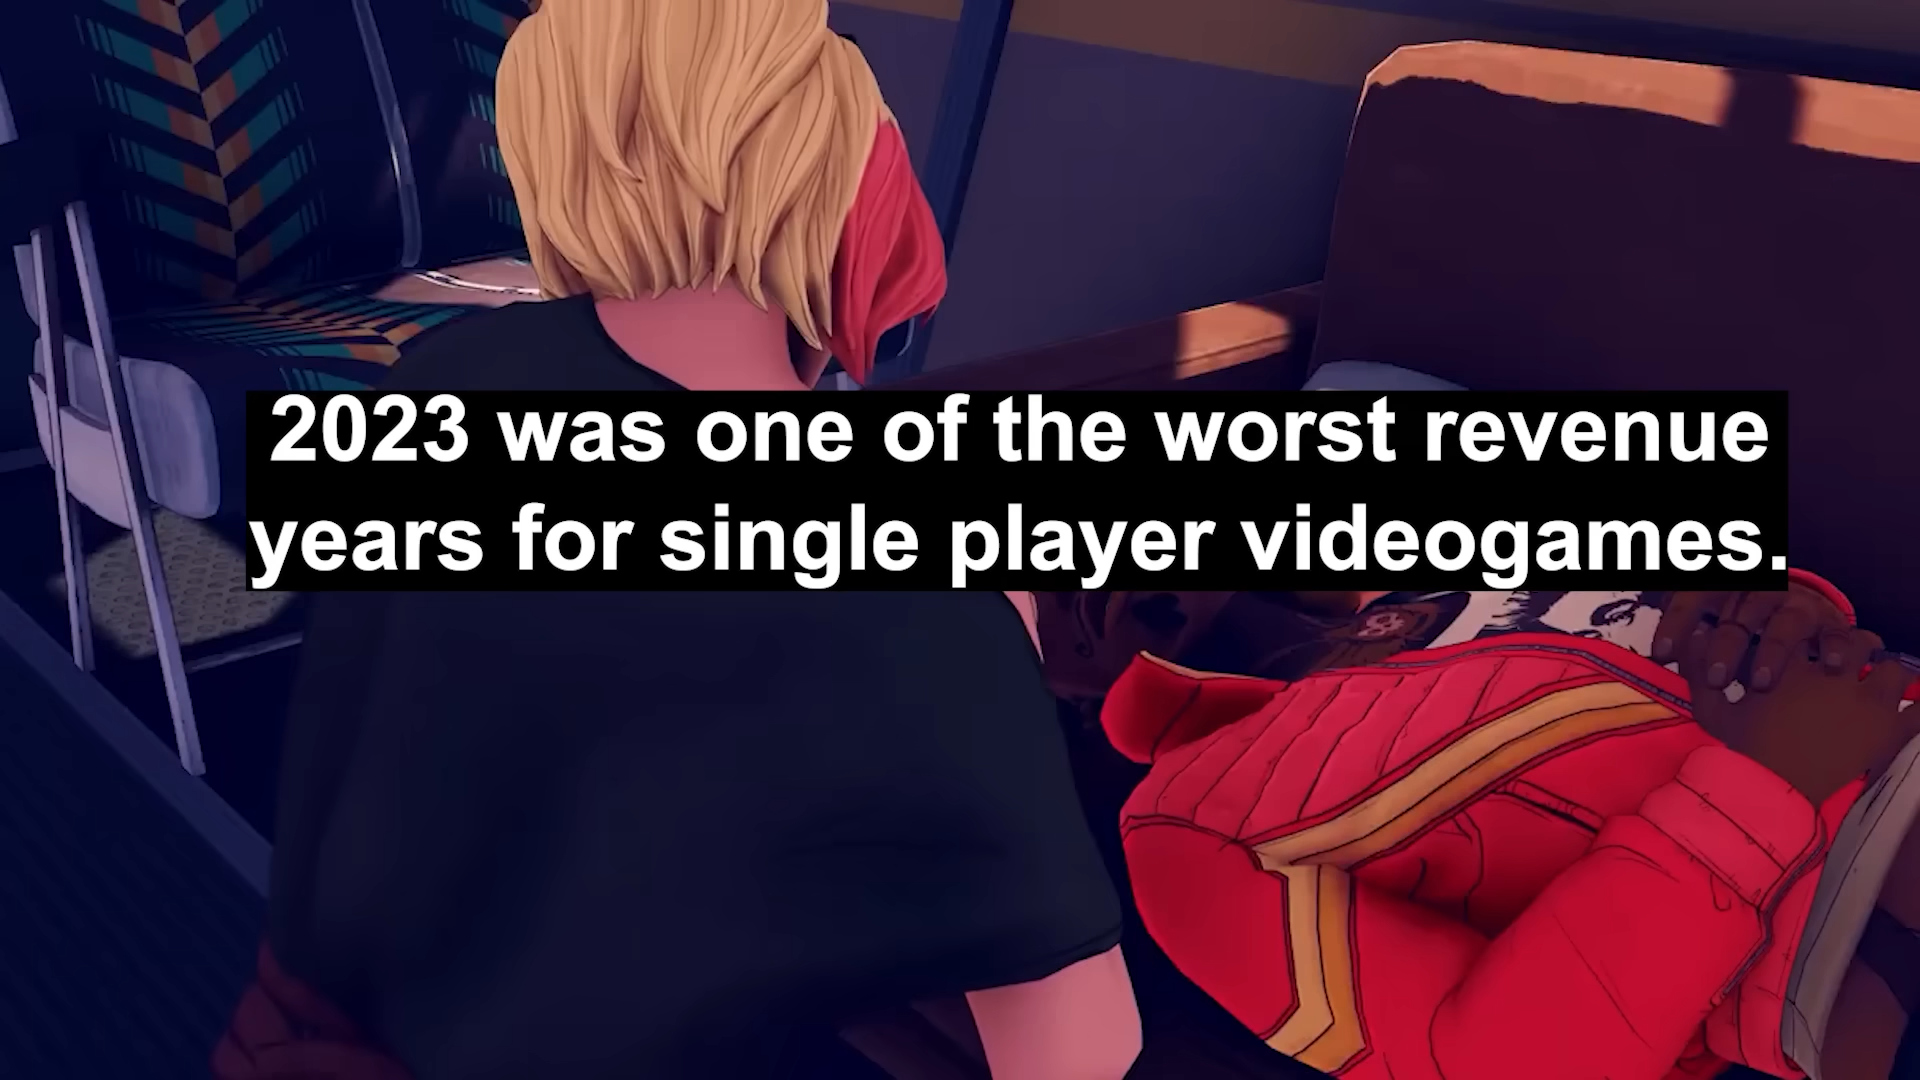 2023 was one of the worst revenue
years for single player videogames.